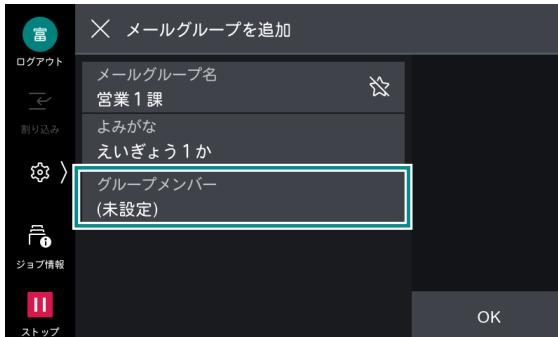 富
ログアウト
割り込み
ジョブ情報
ストップ
メールグループを追加
メールグループ名
営業1課
よみがな
えいぎょう1か
グループメンバー
(未設定)
OK